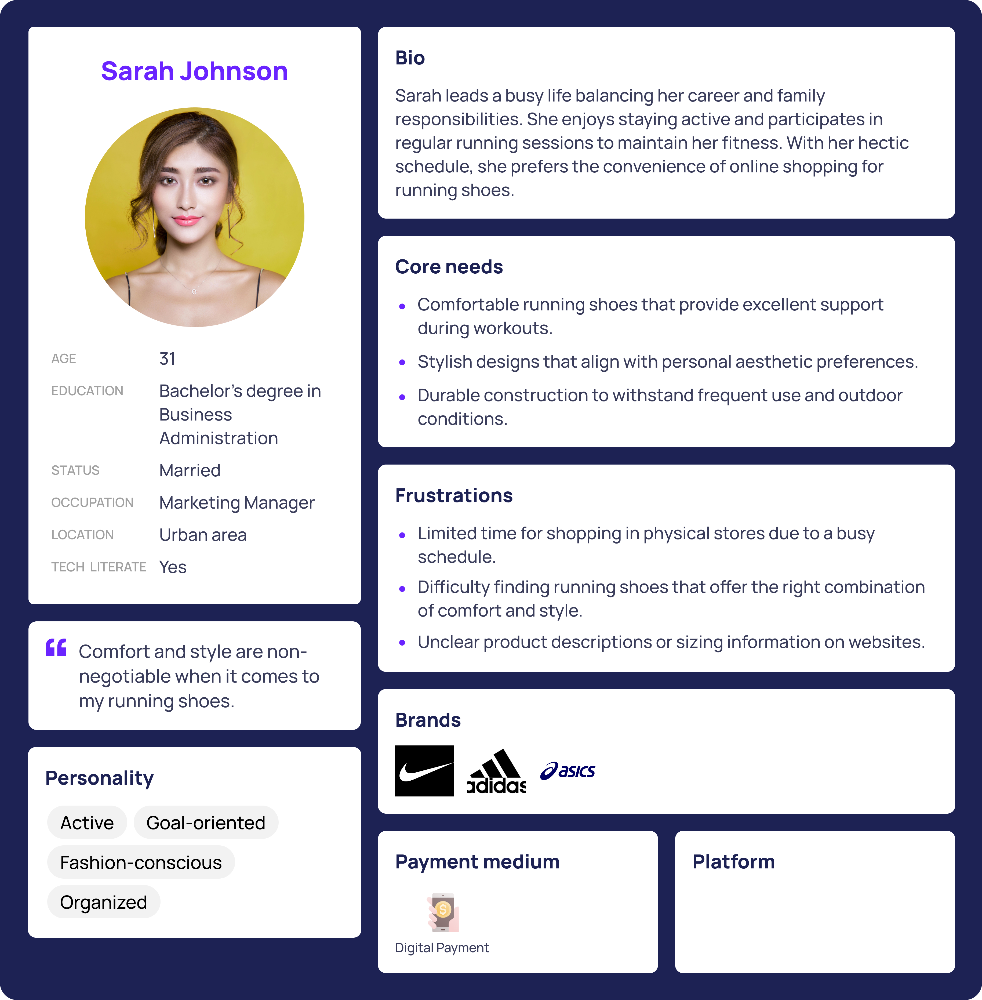 Sarah Johnson
AGE 31
EDUCATION Bachelor's degree in
Business
Administration
STATUS Married
OCCUPATION Marketing Manager
LOCATION Urban area
TECH LITERATE Yes
“ Comfort and style are non-
negotiable when it comes to
my running shoes.
Personality
Active Goal-oriented
Fashion-conscious
Organized
Bio
Sarah leads a busy life balancing her career and family
responsibilities. She enjoys staying active and participates in
regular running sessions to maintain her fitness. With her hectic
schedule, she prefers the convenience of online shopping for
running shoes.
Core needs
• Comfortable running shoes that provide excellent support
during workouts.
• Stylish designs that align with personal aesthetic preferences.
• Durable construction to withstand frequent use and outdoor
conditions.
Frustrations
• Limited time for shopping in physical stores due to a busy
schedule.
• Difficulty finding running shoes that offer the right combination
of comfort and style.
• Unclear product descriptions or sizing information on websites.
Brands
adidas asics
Payment medium
$
Digital Payment
Platform